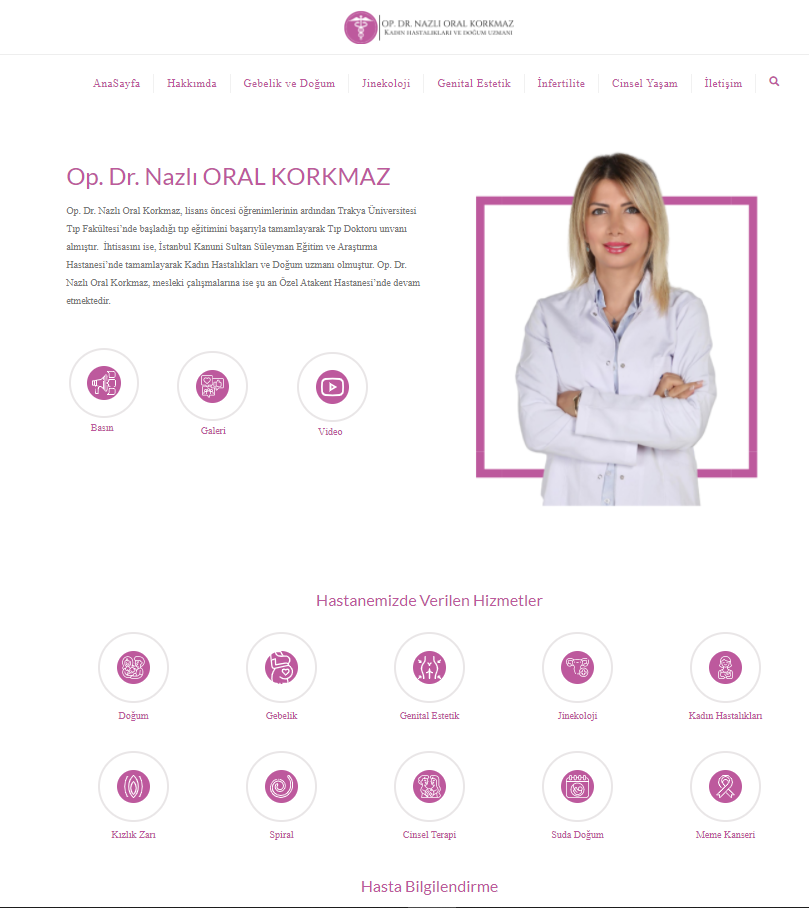 OP. DR. NAZLI ORAL KORKMAZ
KADIN HASTALIKLARI VE DOĞUM UZMANI
AnaSayfa
Hakkımda
Gebelik ve Doğum
Jinekoloji
Genital Estetik
İnfertilite
Cinsel Yaşam
İletişim
Op. Dr. Nazlı ORAL KORKMAZ
Op. Dr. Nazlı Oral Korkmaz, lisans öncesi öğrenimlerinin ardından Trakya Üniversitesi
Tıp Fakültesi’nde başladığı tıp eğitimini başarıyla tamamlayarak Tıp Doktoru unvanı
almıştır. İhtisasını ise, İstanbul Kanuni Sultan Süleyman Eğitim ve Araştırma
Hastanesi’nde tamamlayarak Kadın Hastalıkları ve Doğum uzmanı olmuştur. Op. Dr.
Nazlı Oral Korkmaz, mesleki çalışmalarına ise şu an Özel Atakent Hastanesi’nde devam
etmektedir.
Basın
Galeri
Video
Hastanemizde Verilen Hizmetler
Doğum
Gebelik
Genital Estetik
Jinekoloji
Kadın Hastalıkları
Kızlık Zarı
Spiral
Cinsel Terapi
Suda Doğum
Meme Kanseri
Hasta Bilgilendirme